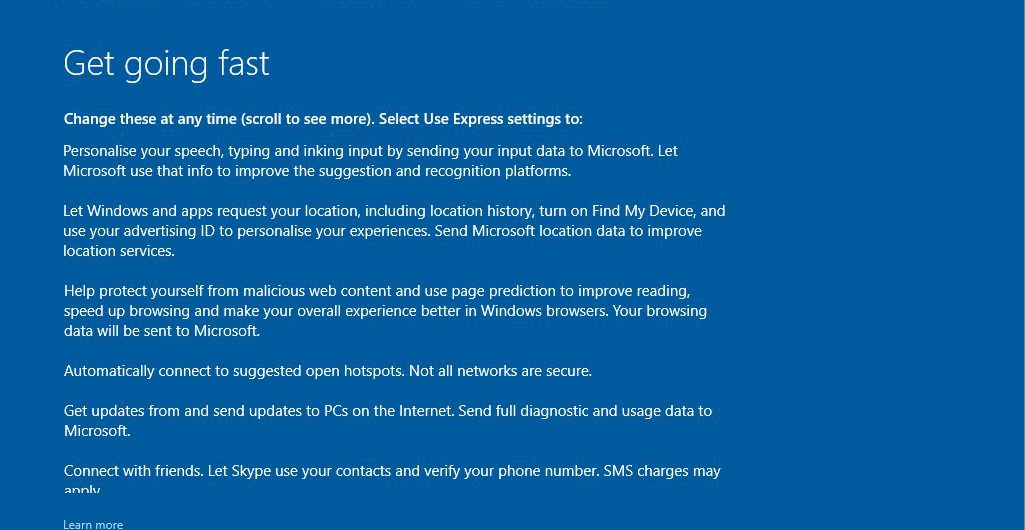 Get going fast
Change these at any time (scroll to see more). Select Use Express settings to:
Personalise your speech, typing and inking input by sending your input data to Microsoft. Let
Microsoft use that info to improve the suggestion and recognition platforms.
Let Windows and apps request your location, including location history, turn on Find My Device, and
use your advertising ID to personalise your experiences. Send Microsoft location data to improve
location services.
Help protect yourself from malicious web content and use page prediction to improve reading,
speed up browsing and make your overall experience better in Windows browsers. Your browsing
data will be sent to Microsoft.
Automatically connect to suggested open hotspots. Not all networks are secure.
Get updates from and send updates to PCs on the Internet. Send full diagnostic and usage data to
Microsoft.
Connect with friends. Let Skype use your contacts and verify your phone number. SMS charges may
apply.
Learn more